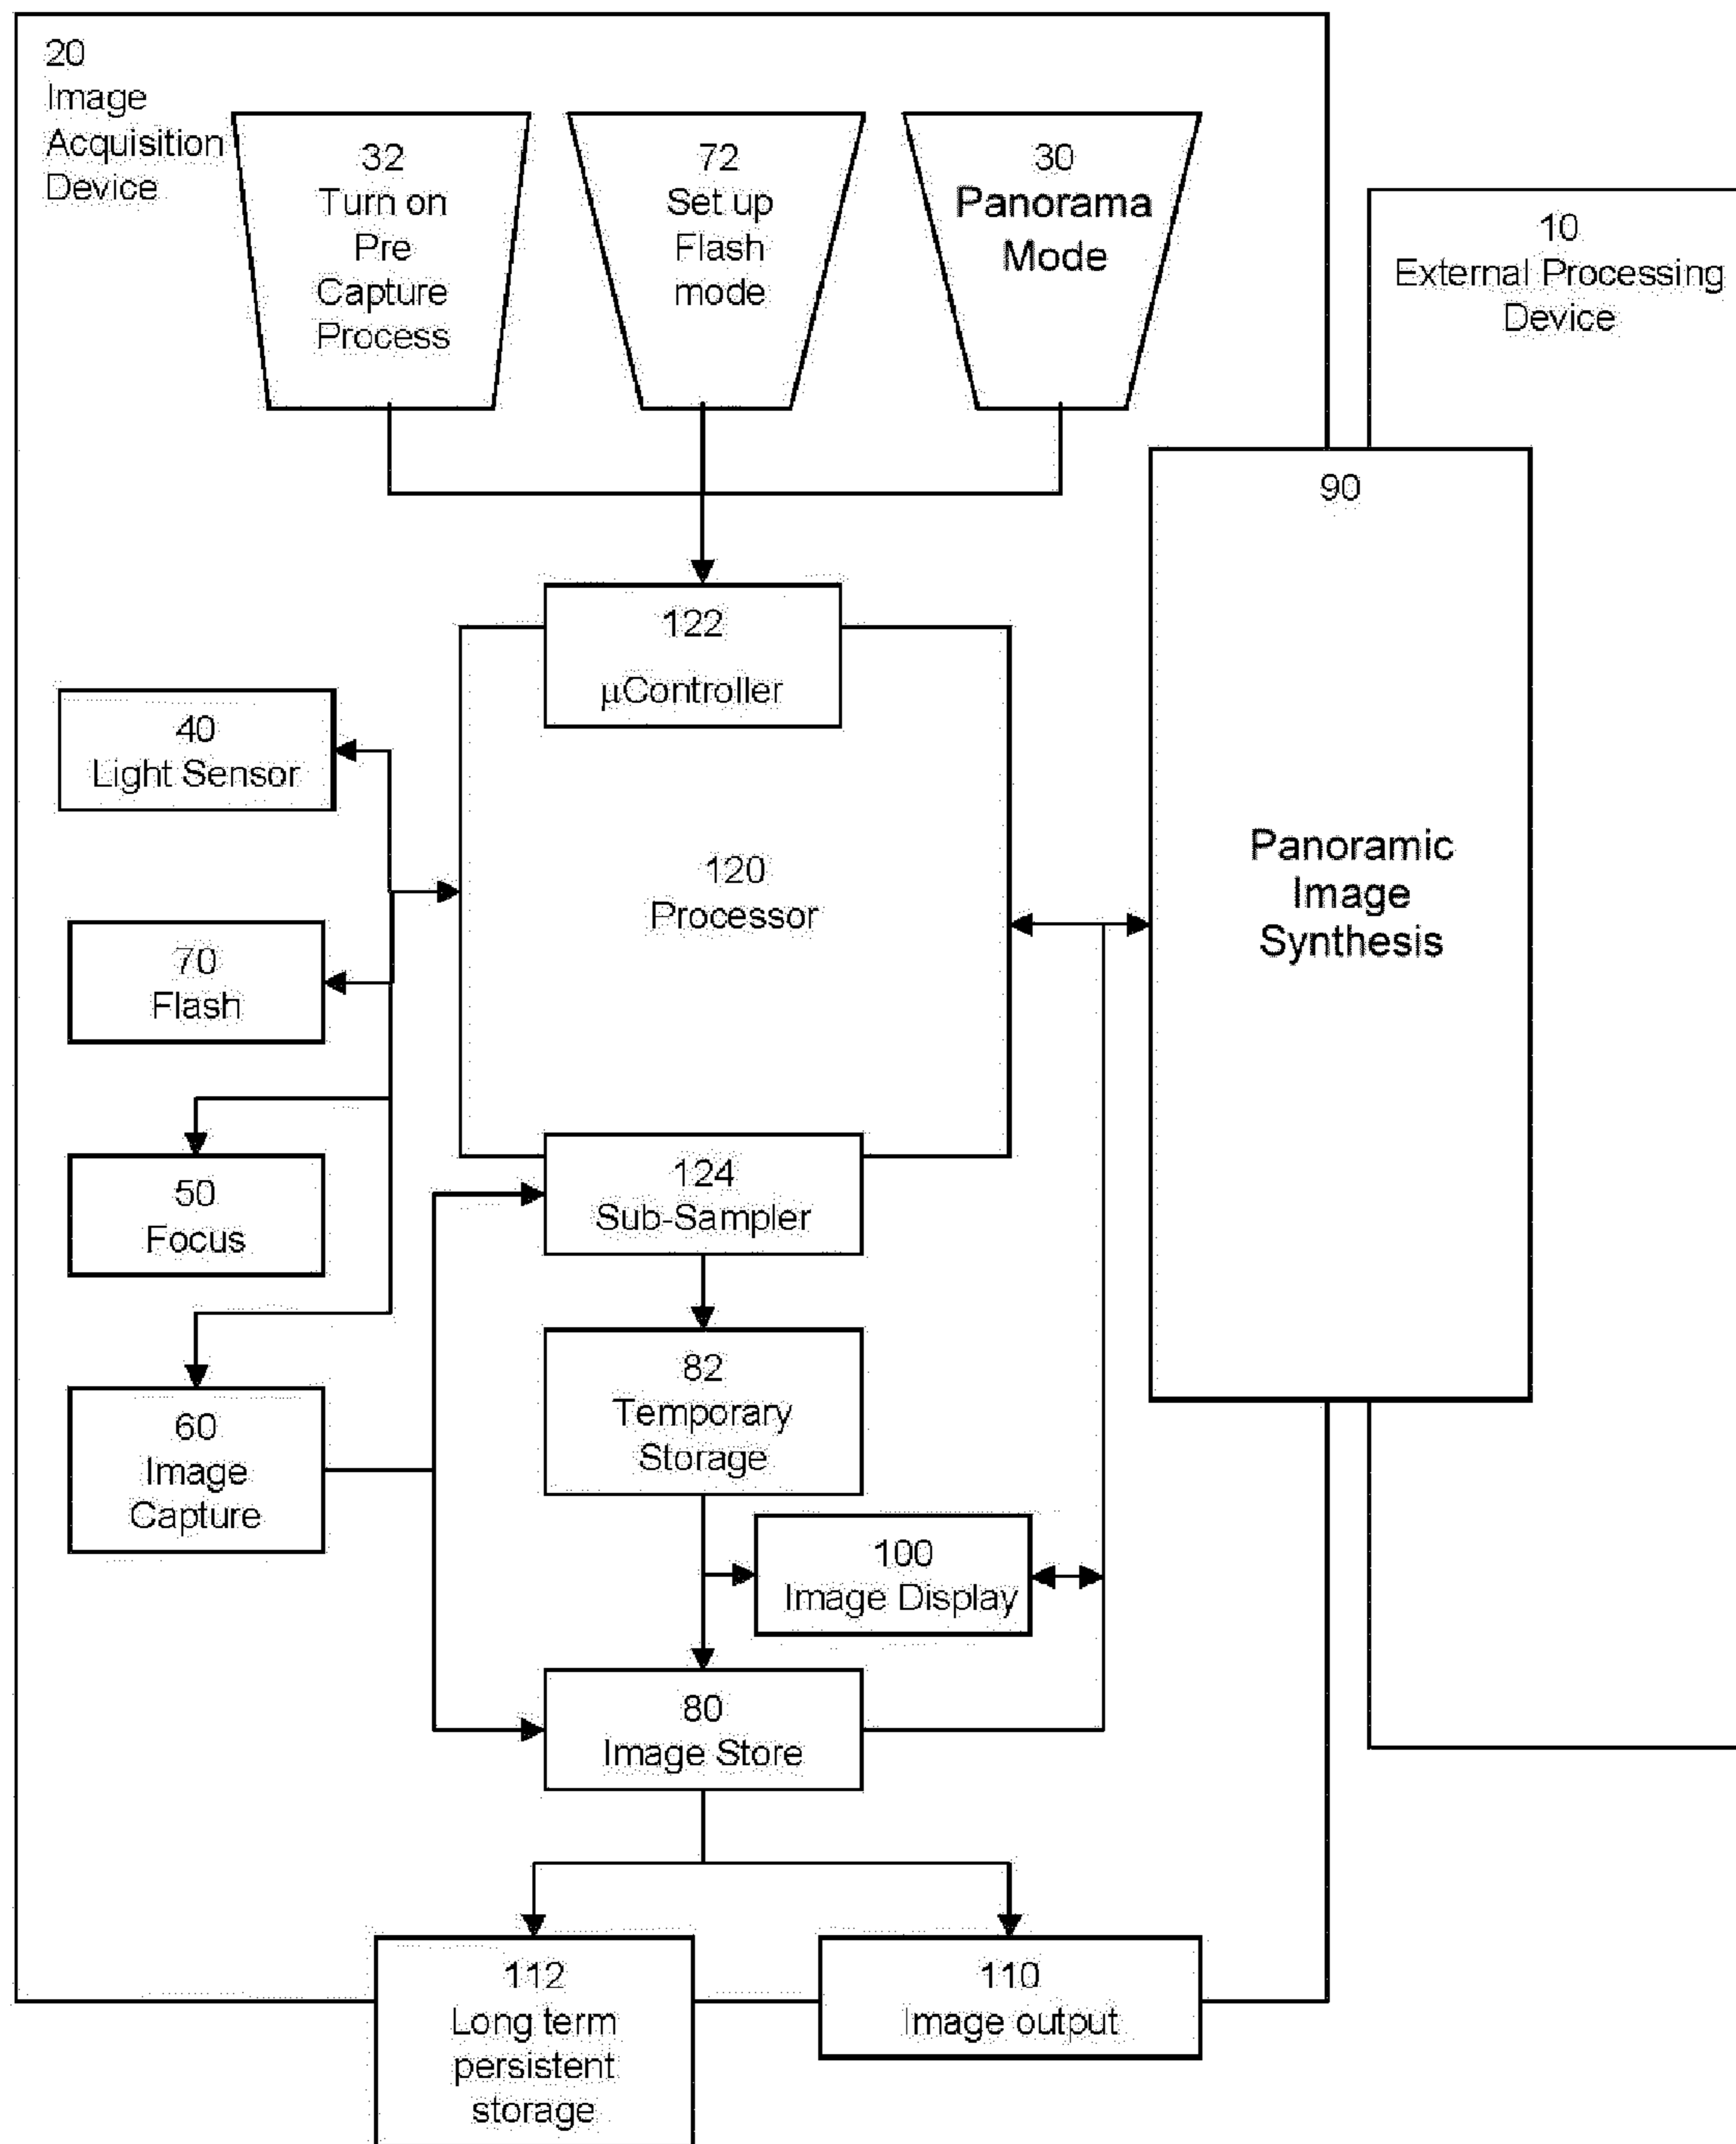 20
Image
Acquisition
Device
32
Turn on
Pre
Capture
Process
72
Set up
Flash
mode
30
Panorama
Mode
10
External Processing
Device
90
Panoramic
Image
Synthesis
122
µController
40
Light Sensor
120
Processor
70
Flash
50
Focus
124
Sub-Sampler
82
Temporary
Storage
60
Image
Capture
100
Image Display
80
Image Store
112
Long term
persistent
storage
110
Image output